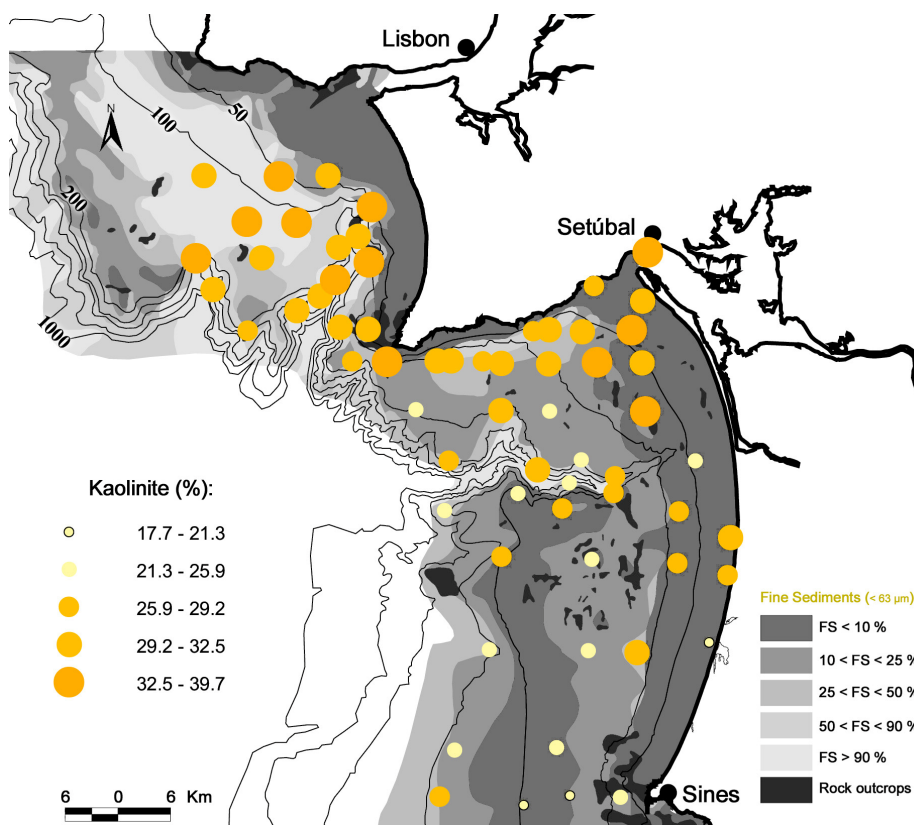 Lisbon
N
50
100
200
Setúbal
1000
Kaolinite (%):
17.7 - 21.3
21.3 - 25.9
25.9 - 29.2
29.2 - 32.5
32.5 - 39.7
Fine Sediments (< 63 µm)
FS < 10 %
10 < FS < 25 %
25 < FS < 50 %
50 < FS < 90 %
FS > 90 %
Rock outcrops
6 0 6 Km
Sines